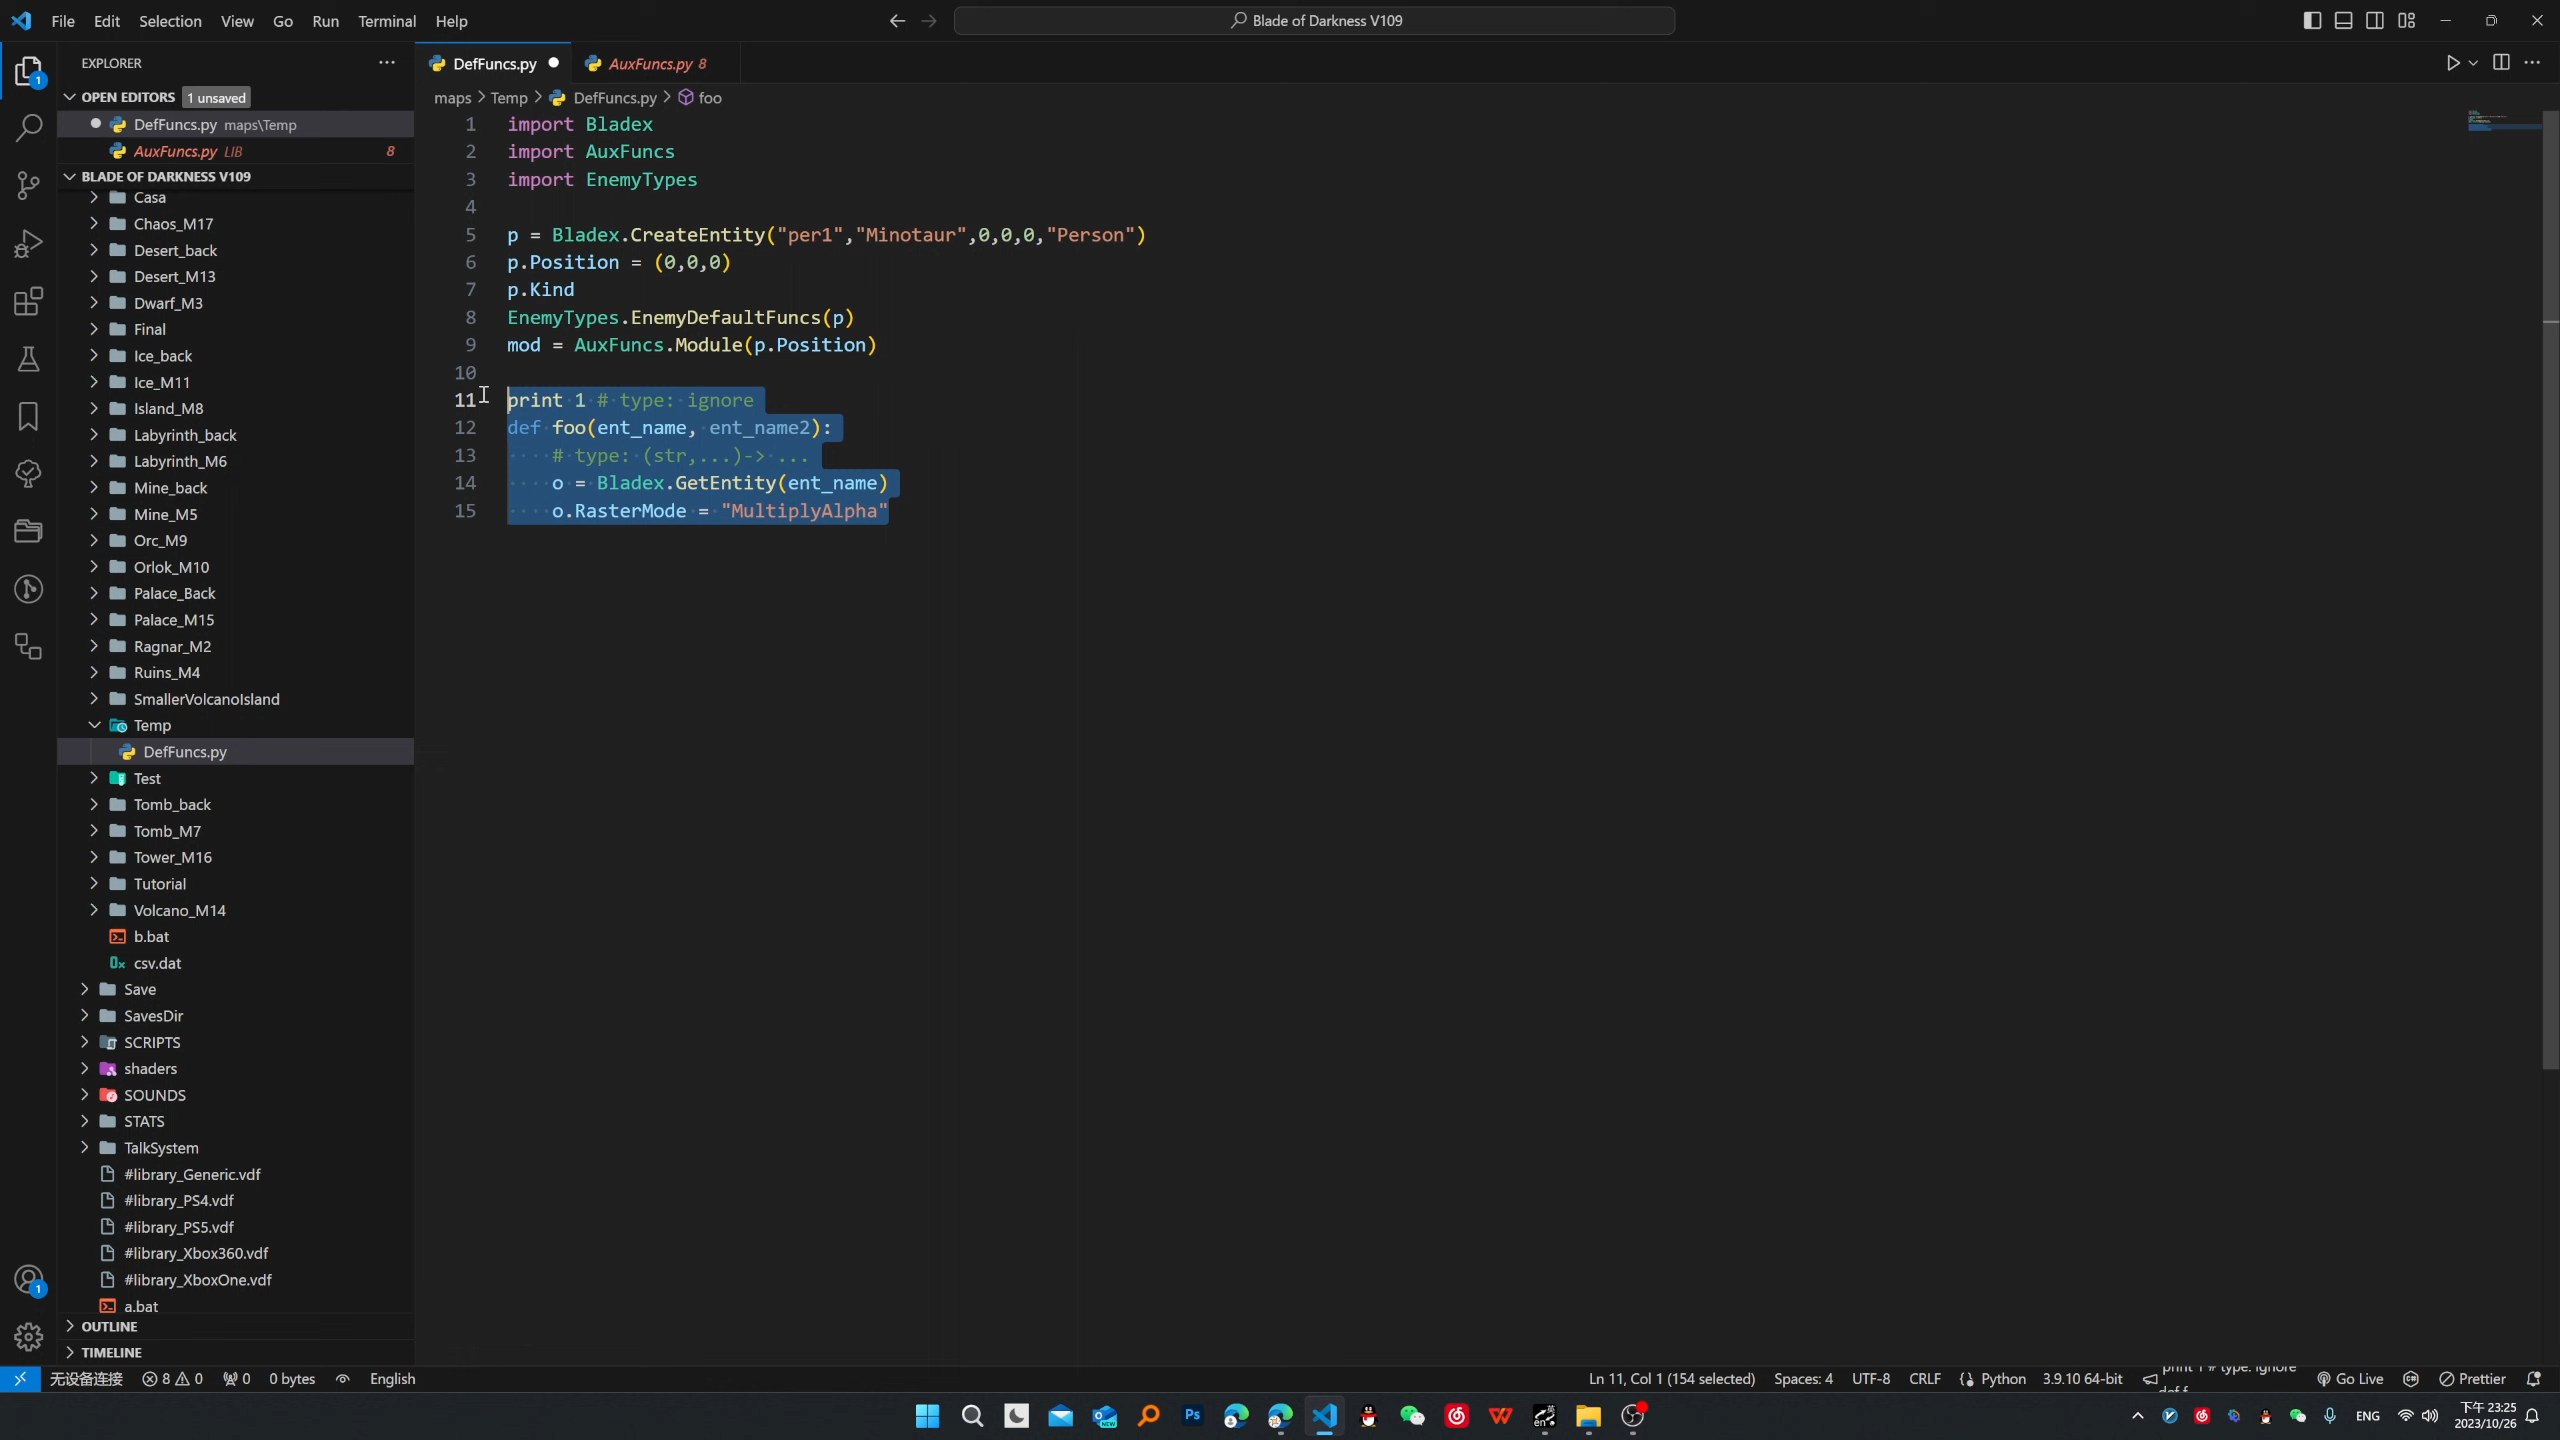 File Edit Selection View Go Run Terminal Help
Blade of Darkness V109
EXPLORER
OPEN EDITORS 1 unsaved
DefFuncs.py maps\Temp
AuxFuncs.py LIB 8
BLADE OF DARKNESS V109
Casa
Chaos_M17
Desert_back
Desert_M13
Dwarf_M3
Final
Ice_back
Ice_M11
Island_M8
Labyrinth_back
Labyrinth_M6
Mine_back
Mine_M5
Orc_M9
Orlok_M10
Palace_Back
Palace_M15
Ragnar_M2
Ruins_M4
SmallerVolcanoIsland
Temp
DefFuncs.py
Test
Tomb_back
Tomb_M7
Tower_M16
Tutorial
Volcano_M14
b.bat
csv.dat
Save
SavesDir
SCRIPTS
shaders
SOUNDS
STATS
TalkSystem
#library_Generic.vdf
#library_PS4.vdf
#library_PS5.vdf
#library_Xbox360.vdf
#library_XboxOne.vdf
a.bat
OUTLINE
TIMELINE
DefFuncs.py AuxFuncs.py 8
maps > Temp > DefFuncs.py > foo
1 import Bladex
2 import AuxFuncs
3 import EnemyTypes
4
5 p = Bladex.CreateEntity("per1","Minotaur",0,0,0,"Person")
6 p.Position = (0,0,0)
7 p.Kind
8 EnemyTypes.EnemyDefaultFuncs(p)
9 mod = AuxFuncs.Module(p.Position)
10
11 print 1 # type: ignore
12 def foo(ent_name, ent_name2):
13 # type: (str,...)-> ...
14 o = Bladex.GetEntity(ent_name)
15 o.RasterMode = "MultiplyAlpha"
无设备连接 8 0 0 0 bytes English
Ln 11, Col 1 (154 selected) Spaces: 4 UTF-8 CRLF Python 3.9.10 64-bit print 1 # type: ignore Go Live Prettier
ENG 下午 23:25
2023/10/26